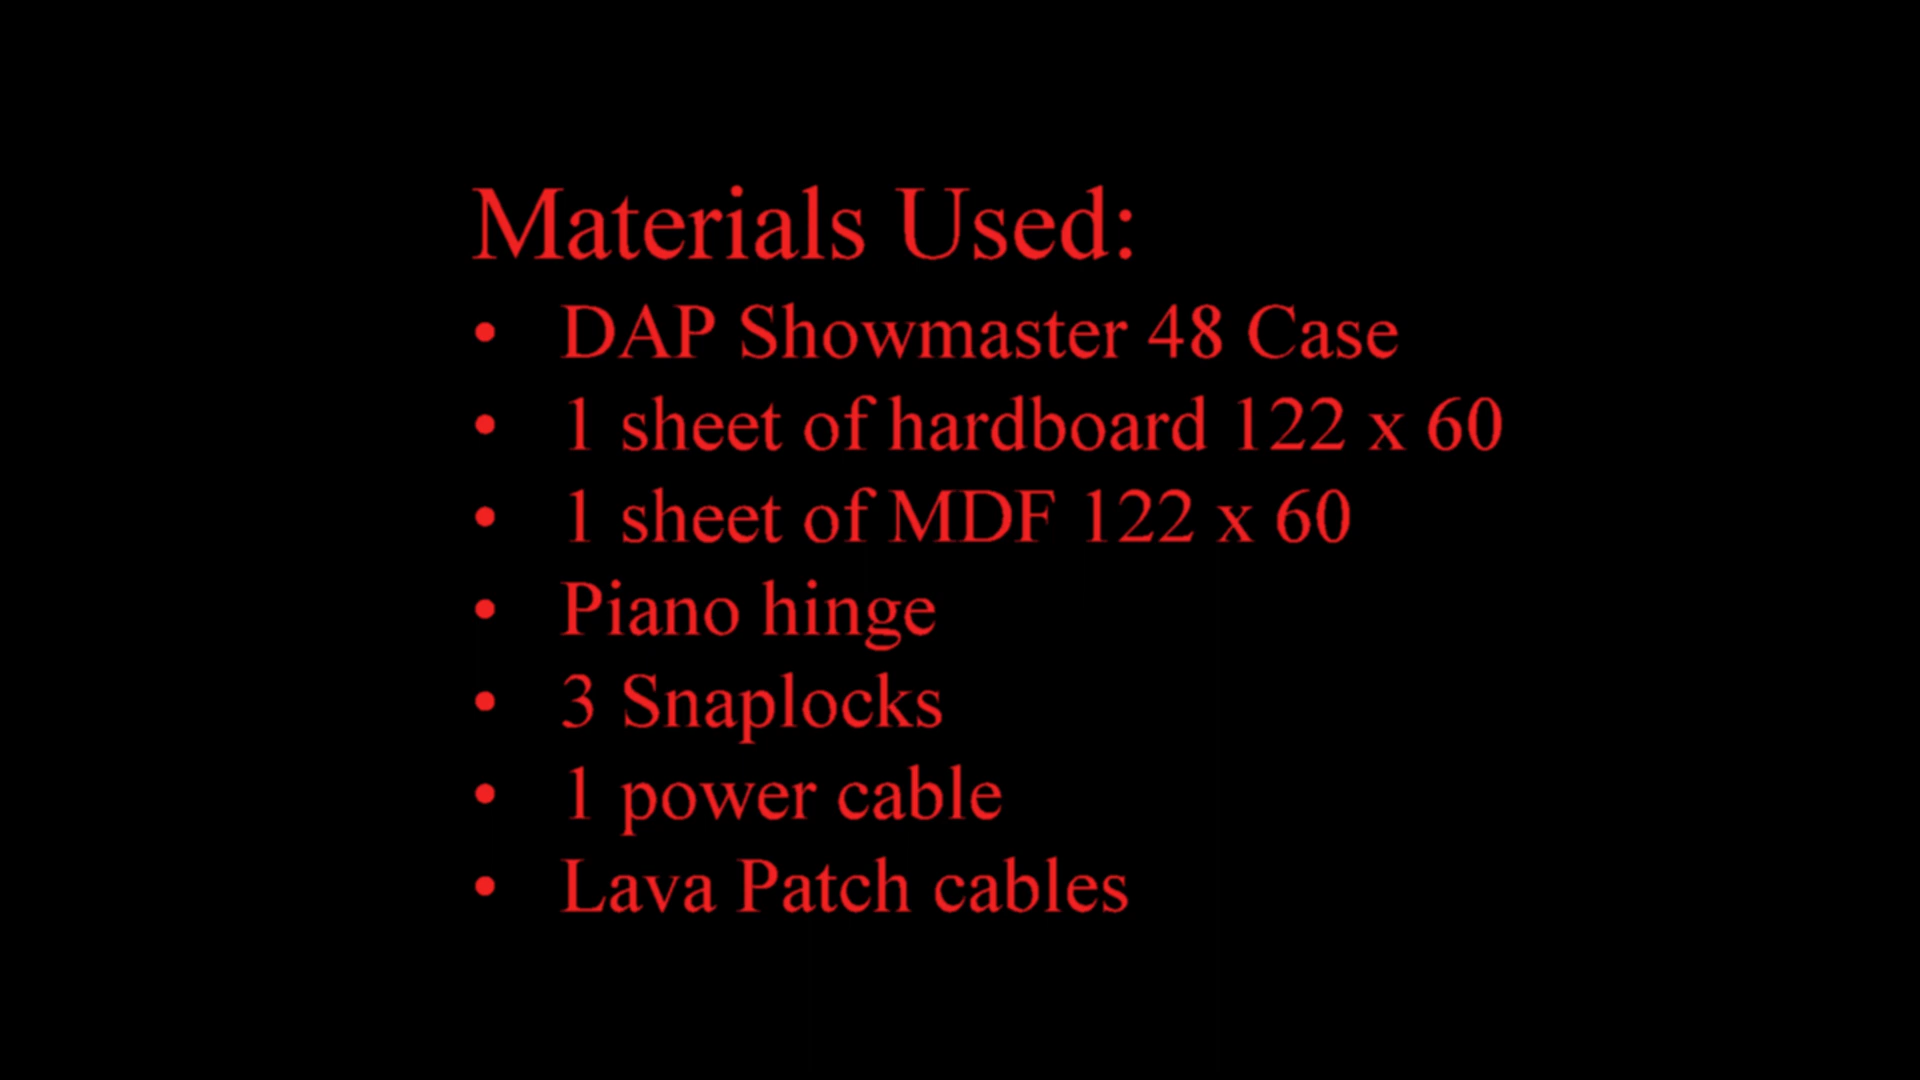 Materials Used:
• DAP Showmaster 48 Case
• 1 sheet of hardboard 122 x 60
• 1 sheet of MDF 122 x 60
• Piano hinge
• 3 Snaplocks
• 1 power cable
• Lava Patch cables